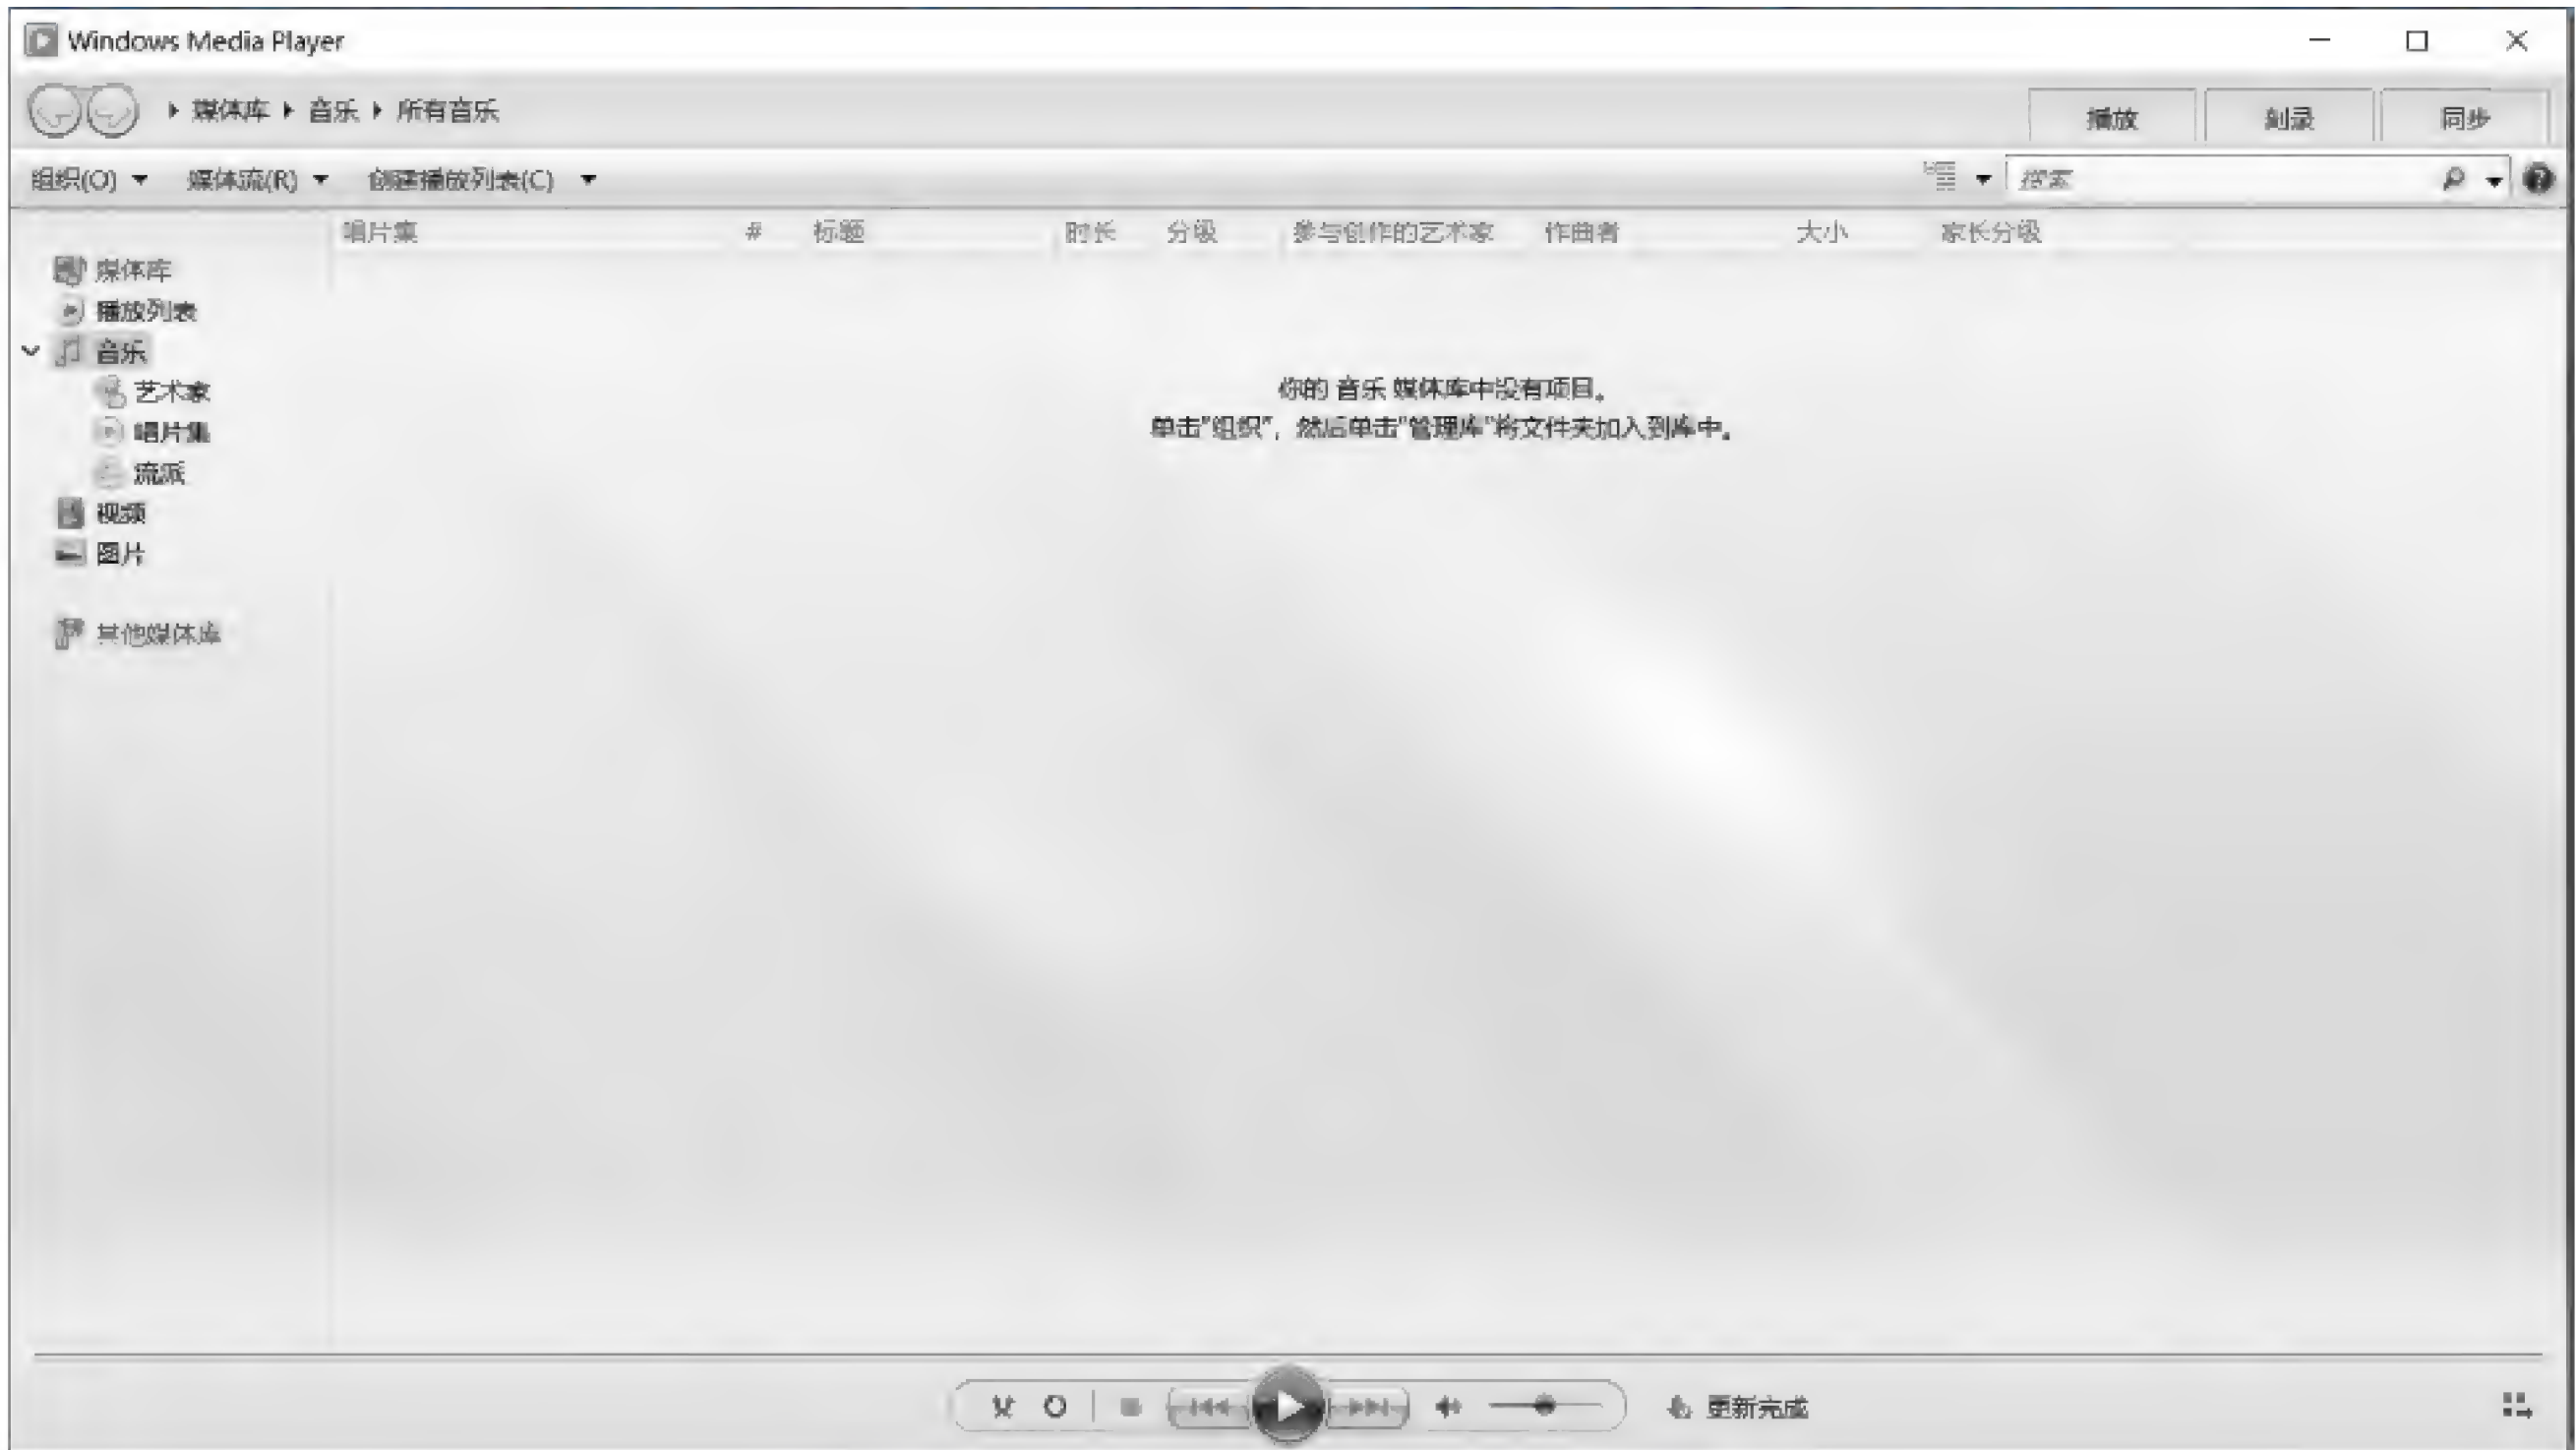 Windows Media Player
媒体库 音乐 所有音乐
播放 刻录 同步
组织(O) 媒体流(R) 创建播放列表(C) 搜索
唱片集 # 标题 时长 分级 参与创作的艺术家 作曲者 大小 家长分级
媒体库
播放列表
音乐
艺术家
唱片集
流派
视频
图片
其他媒体库
你的 音乐 媒体库中没有项目。
单击"组织"，然后单击"管理库"将文件夹加入到库中。
更新完成